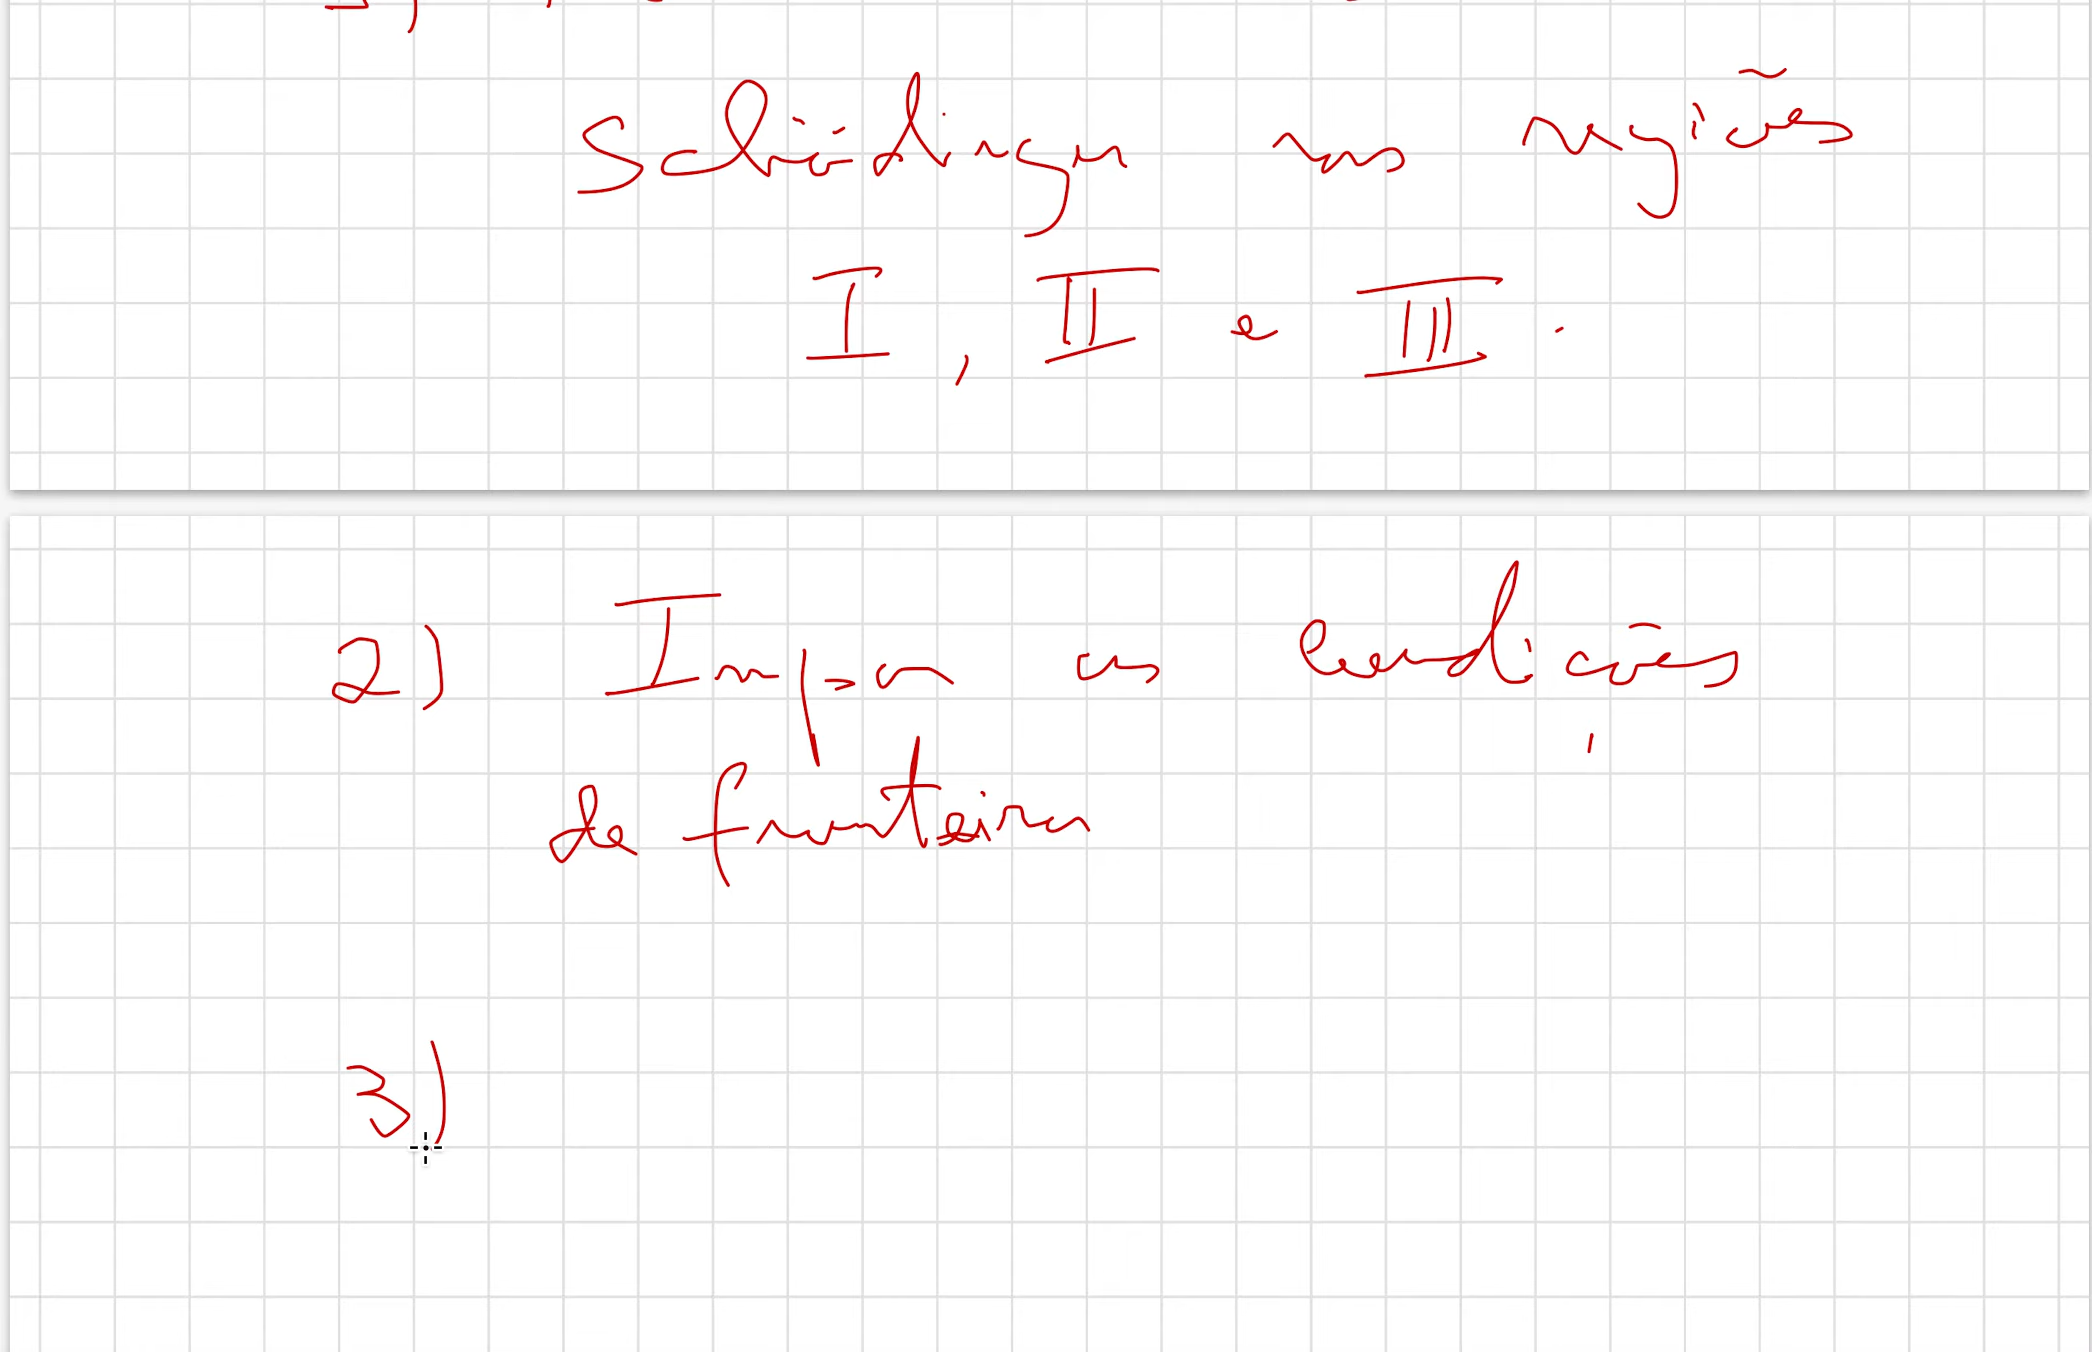 Schrödinger nas regiões
I, II e III.
2) Impor as Condições
de fronteira
3)